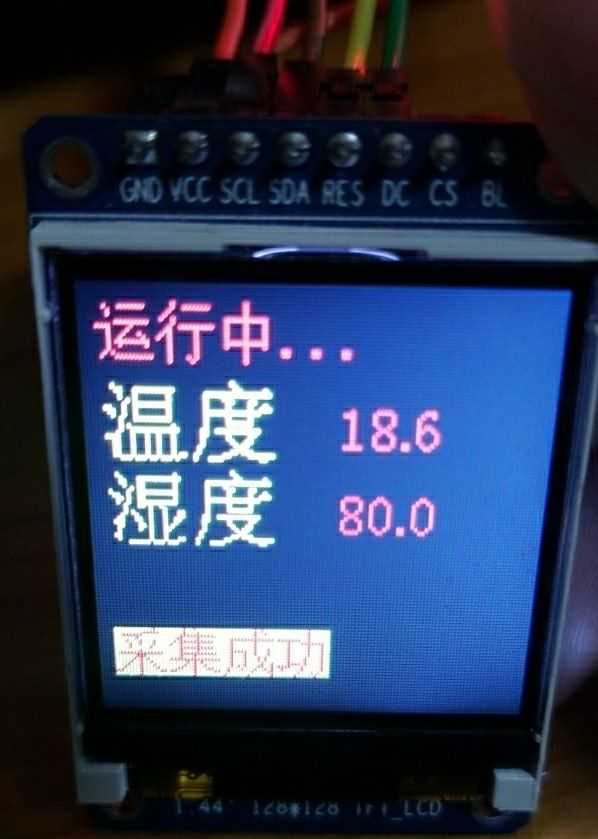 GND VCC SCL SDA RES DC CS BL
运行中...
温度 18.6
湿度 80.0
采集成功
1.44" 128*128 TFT_LCD